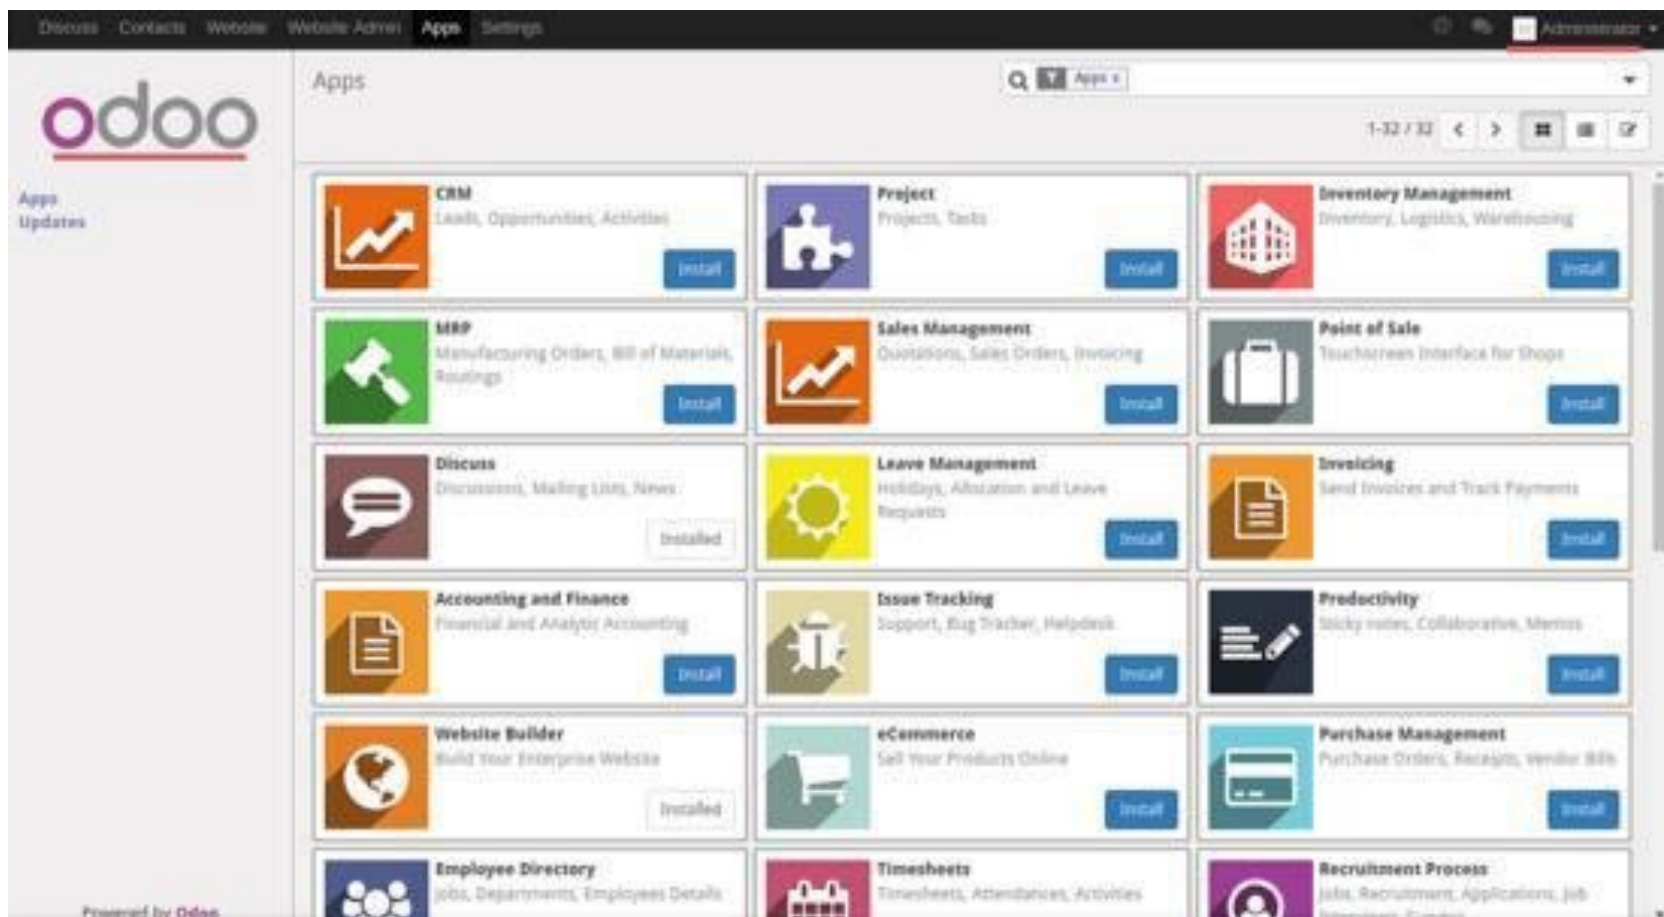 Discuss Contacts Website Website Admin Apps Settings Administrator
odoo
Apps
Apps
1-32 / 32
Apps
Updates
CRM
Leads, Opportunities, Activities
Install
Project
Projects, Tasks
Install
Inventory Management
Inventory, Logistics, Warehousing
Install
MRP
Manufacturing Orders, Bill of Materials,
Routings
Install
Sales Management
Quotations, Sales Orders, Invoicing
Install
Point of Sale
Touchscreen Interface for Shops
Install
Discuss
Discussions, Mailing Lists, News
Installed
Leave Management
Holidays, Allocation and Leave
Requests
Install
Invoicing
Send Invoices and Track Payments
Install
Accounting and Finance
Financial and Analytic Accounting
Install
Issue Tracking
Support, Bug Tracker, Helpdesk
Install
Productivity
Sticky notes, Collaborative, Memos
Install
Website Builder
Build Your Enterprise Website
Installed
eCommerce
Sell Your Products Online
Install
Purchase Management
Purchase Orders, Receipts, Vendor Bills
Install
Employee Directory
Jobs, Departments, Employees Details
Timesheets
Timesheets, Attendances, Activities
Recruitment Process
Jobs, Recruitment, Applications, Job
Powered by Odoo